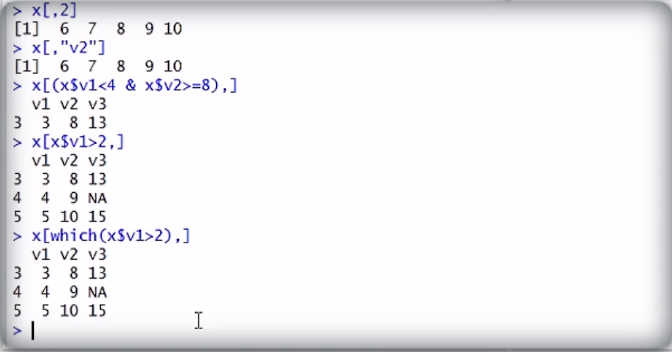 > x[,2]
[1]  6  7  8  9 10
> x[,"v2"]
[1]  6  7  8  9 10
> x[(x$v1<4 & x$v2>=8),]
  v1 v2 v3
3  3  8 13
> x[x$v1>2,]
  v1 v2 v3
3  3  8 13
4  4  9 NA
5  5 10 15
> x[which(x$v1>2),]
  v1 v2 v3
3  3  8 13
4  4  9 NA
5  5 10 15
>